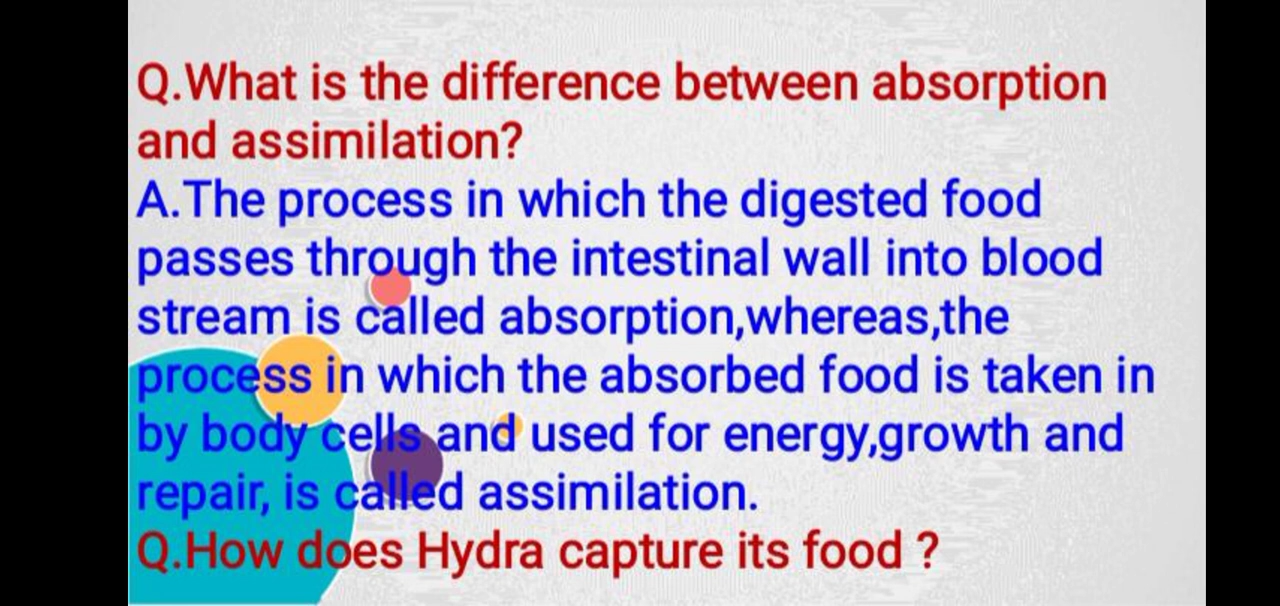 Q.What is the difference between absorption
and assimilation?
A.The process in which the digested food
passes through the intestinal wall into blood
stream is called absorption,whereas,the
process in which the absorbed food is taken in
by body cells and used for energy,growth and
repair, is called assimilation.
Q.How does Hydra capture its food ?